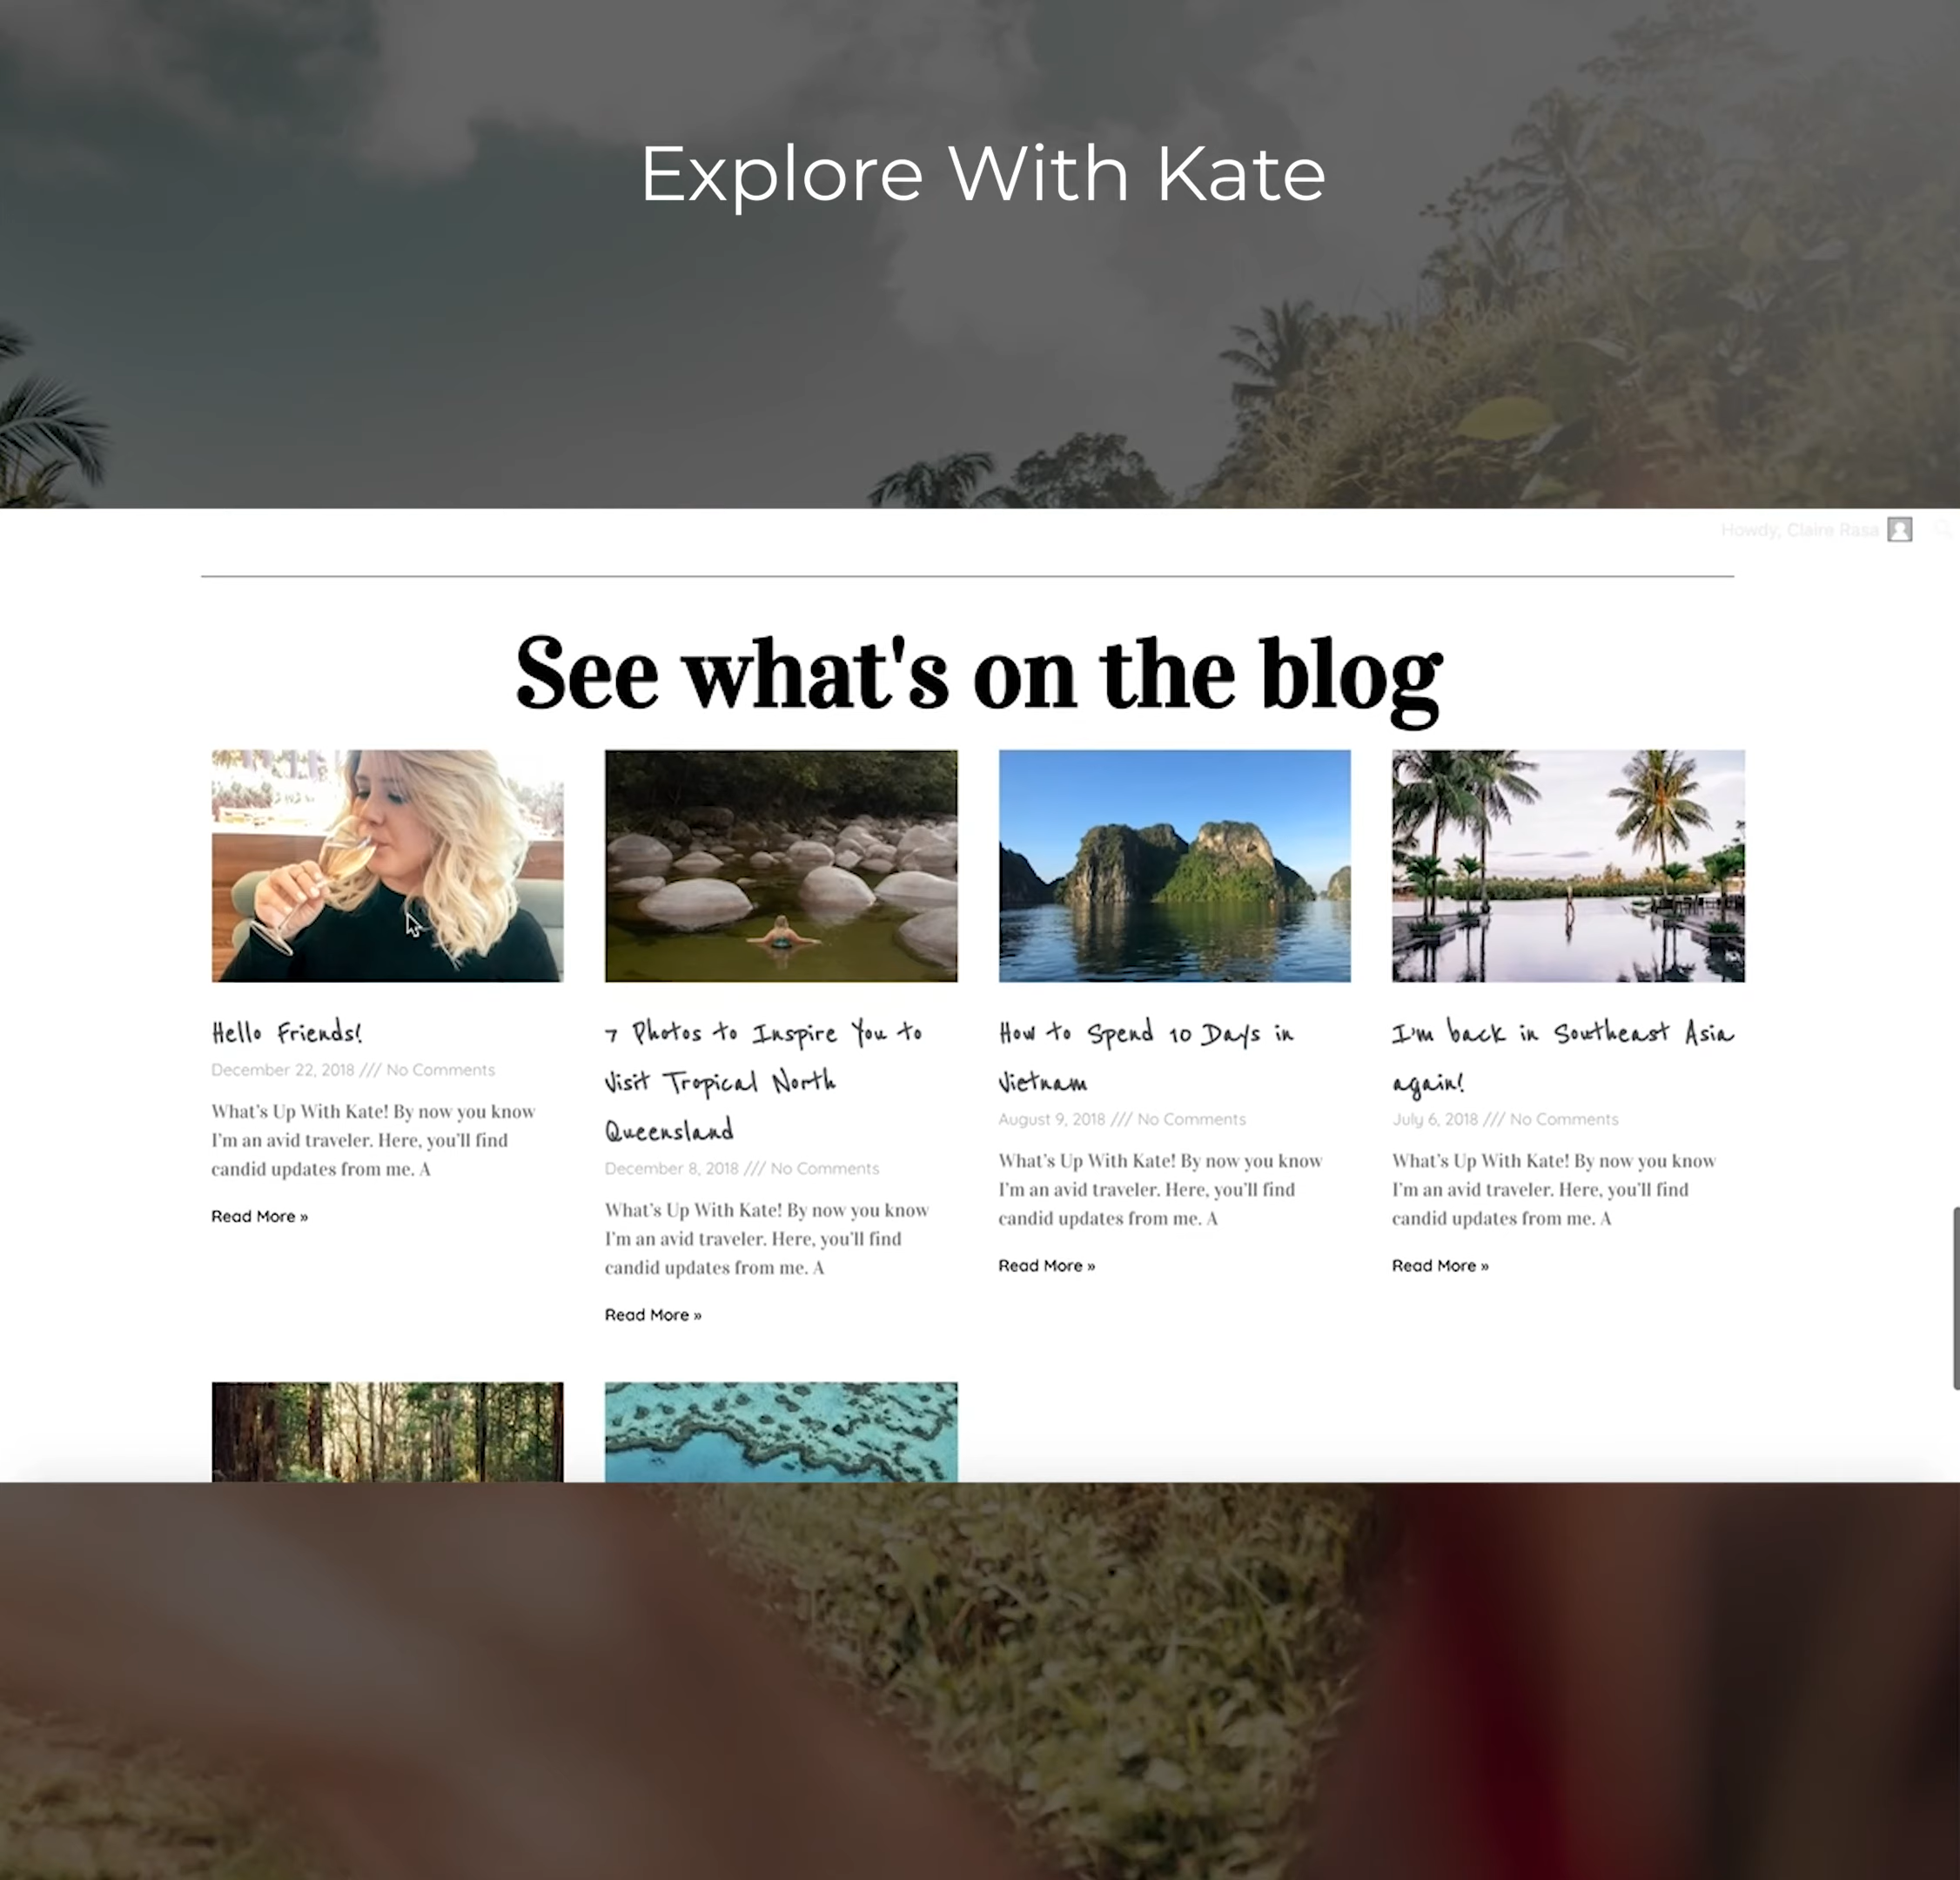 Explore With Kate
Howdy, Claire Rasa
See what's on the blog
Hello Friends!
December 22, 2018 /// No Comments
What's Up With Kate! By now you know
I'm an avid traveler. Here, you'll find
candid updates from me. A
Read More »
7 Photos to Inspire You to
Visit Tropical North
Queensland
December 8, 2018 /// No Comments
What's Up With Kate! By now you know
I'm an avid traveler. Here, you'll find
candid updates from me. A
Read More »
How to Spend 10 Days in
Vietnam
August 9, 2018 /// No Comments
What's Up With Kate! By now you know
I'm an avid traveler. Here, you'll find
candid updates from me. A
Read More »
I'm back in Southeast Asia
again!
July 6, 2018 /// No Comments
What's Up With Kate! By now you know
I'm an avid traveler. Here, you'll find
candid updates from me. A
Read More »